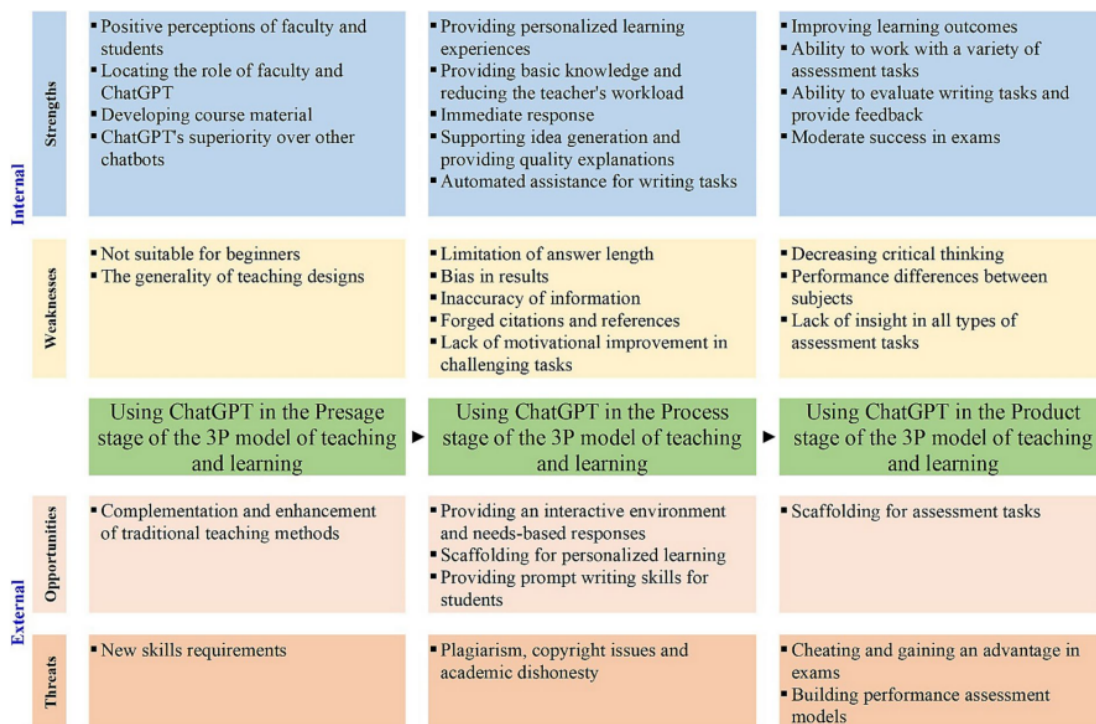 Internal
Strengths
▪ Positive perceptions of faculty and
students
▪ Locating the role of faculty and
ChatGPT
▪ Developing course material
▪ ChatGPT's superiority over other
chatbots
▪ Providing personalized learning
experiences
▪ Providing basic knowledge and
reducing the teacher's workload
▪ Immediate response
▪ Supporting idea generation and
providing quality explanations
▪ Automated assistance for writing tasks
▪ Improving learning outcomes
▪ Ability to work with a variety of
assessment tasks
▪ Ability to evaluate writing tasks and
provide feedback
▪ Moderate success in exams
Weaknesses
▪ Not suitable for beginners
▪ The generality of teaching designs
▪ Limitation of answer length
▪ Bias in results
▪ Inaccuracy of information
▪ Forged citations and references
▪ Lack of motivational improvement in
challenging tasks
▪ Decreasing critical thinking
▪ Performance differences between
subjects
▪ Lack of insight in all types of
assessment tasks
Using ChatGPT in the Presage
stage of the 3P model of teaching
and learning
Using ChatGPT in the Process
stage of the 3P model of teaching
and learning
Using ChatGPT in the Product
stage of the 3P model of teaching
and learning
External
Opportunities
▪ Complementation and enhancement
of traditional teaching methods
▪ Providing an interactive environment
and needs-based responses
▪ Scaffolding for personalized learning
▪ Providing prompt writing skills for
students
▪ Scaffolding for assessment tasks
Threats
▪ New skills requirements
▪ Plagiarism, copyright issues and
academic dishonesty
▪ Cheating and gaining an advantage in
exams
▪ Building performance assessment
models